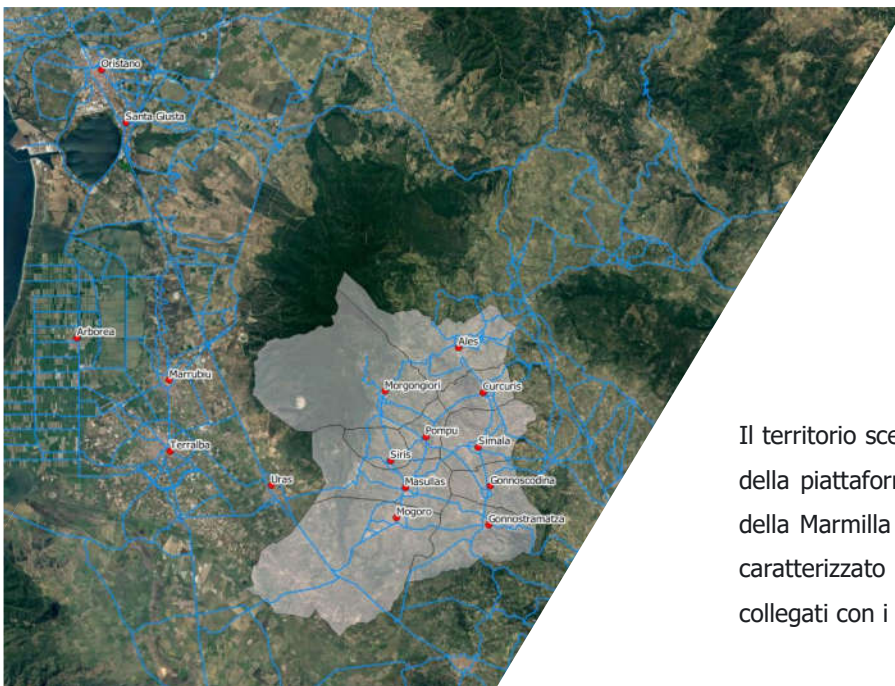 Oristano
Santa Giusta
Arborea
Marrubiu
Terralba
Uras
Ales
Morgongiori
Curcuris
Pompu
Simala
Siris
Masullas
Gonnoscodina
Mogoro
Gonnostramatza
Il territorio sce
della piattaforr
della Marmilla
caratterizzato
collegati con i